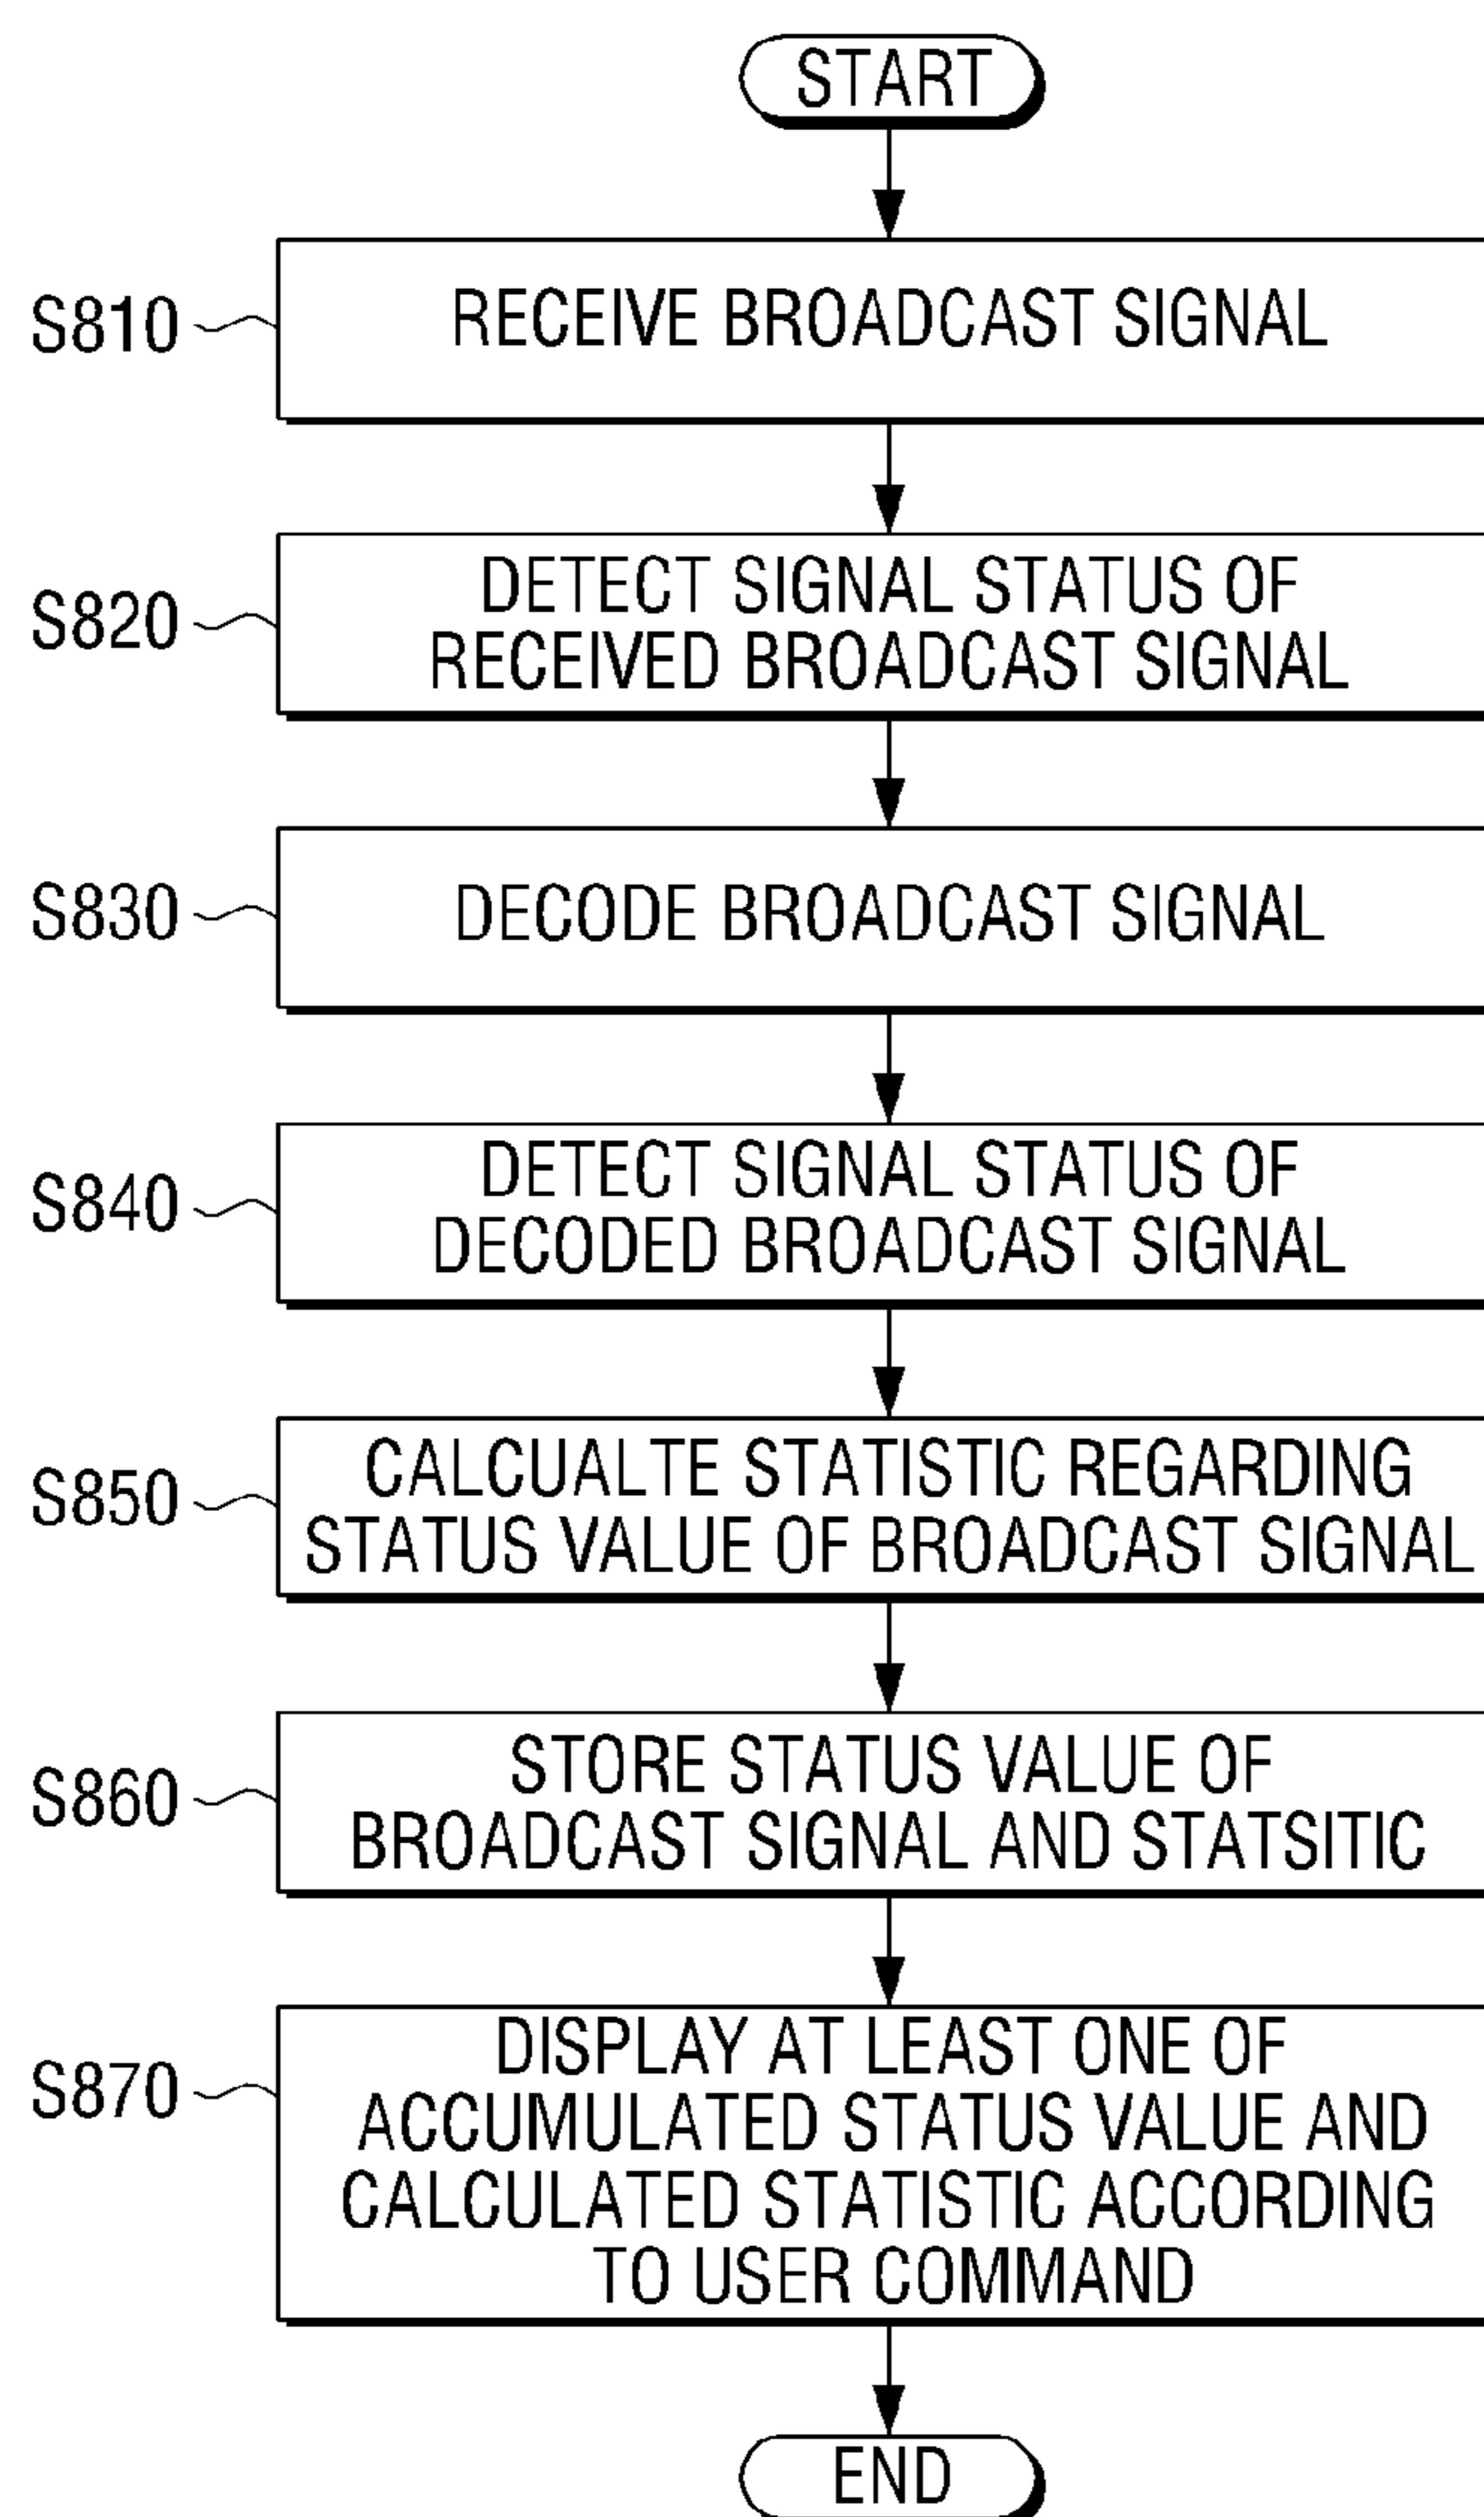 START
S810
RECEIVE BROADCAST SIGNAL
S820
DETECT SIGNAL STATUS OF
RECEIVED BROADCAST SIGNAL
S830
DECODE BROADCAST SIGNAL
S840
DETECT SIGNAL STATUS OF
DECODED BROADCAST SIGNAL
S850
CALCUALTE STATISTIC REGARDING
STATUS VALUE OF BROADCAST SIGNAL
S860
STORE STATUS VALUE OF
BROADCAST SIGNAL AND STATSITIC
S870
DISPLAY AT LEAST ONE OF
ACCUMULATED STATUS VALUE AND
CALCULATED STATISTIC ACCORDING
TO USER COMMAND
END